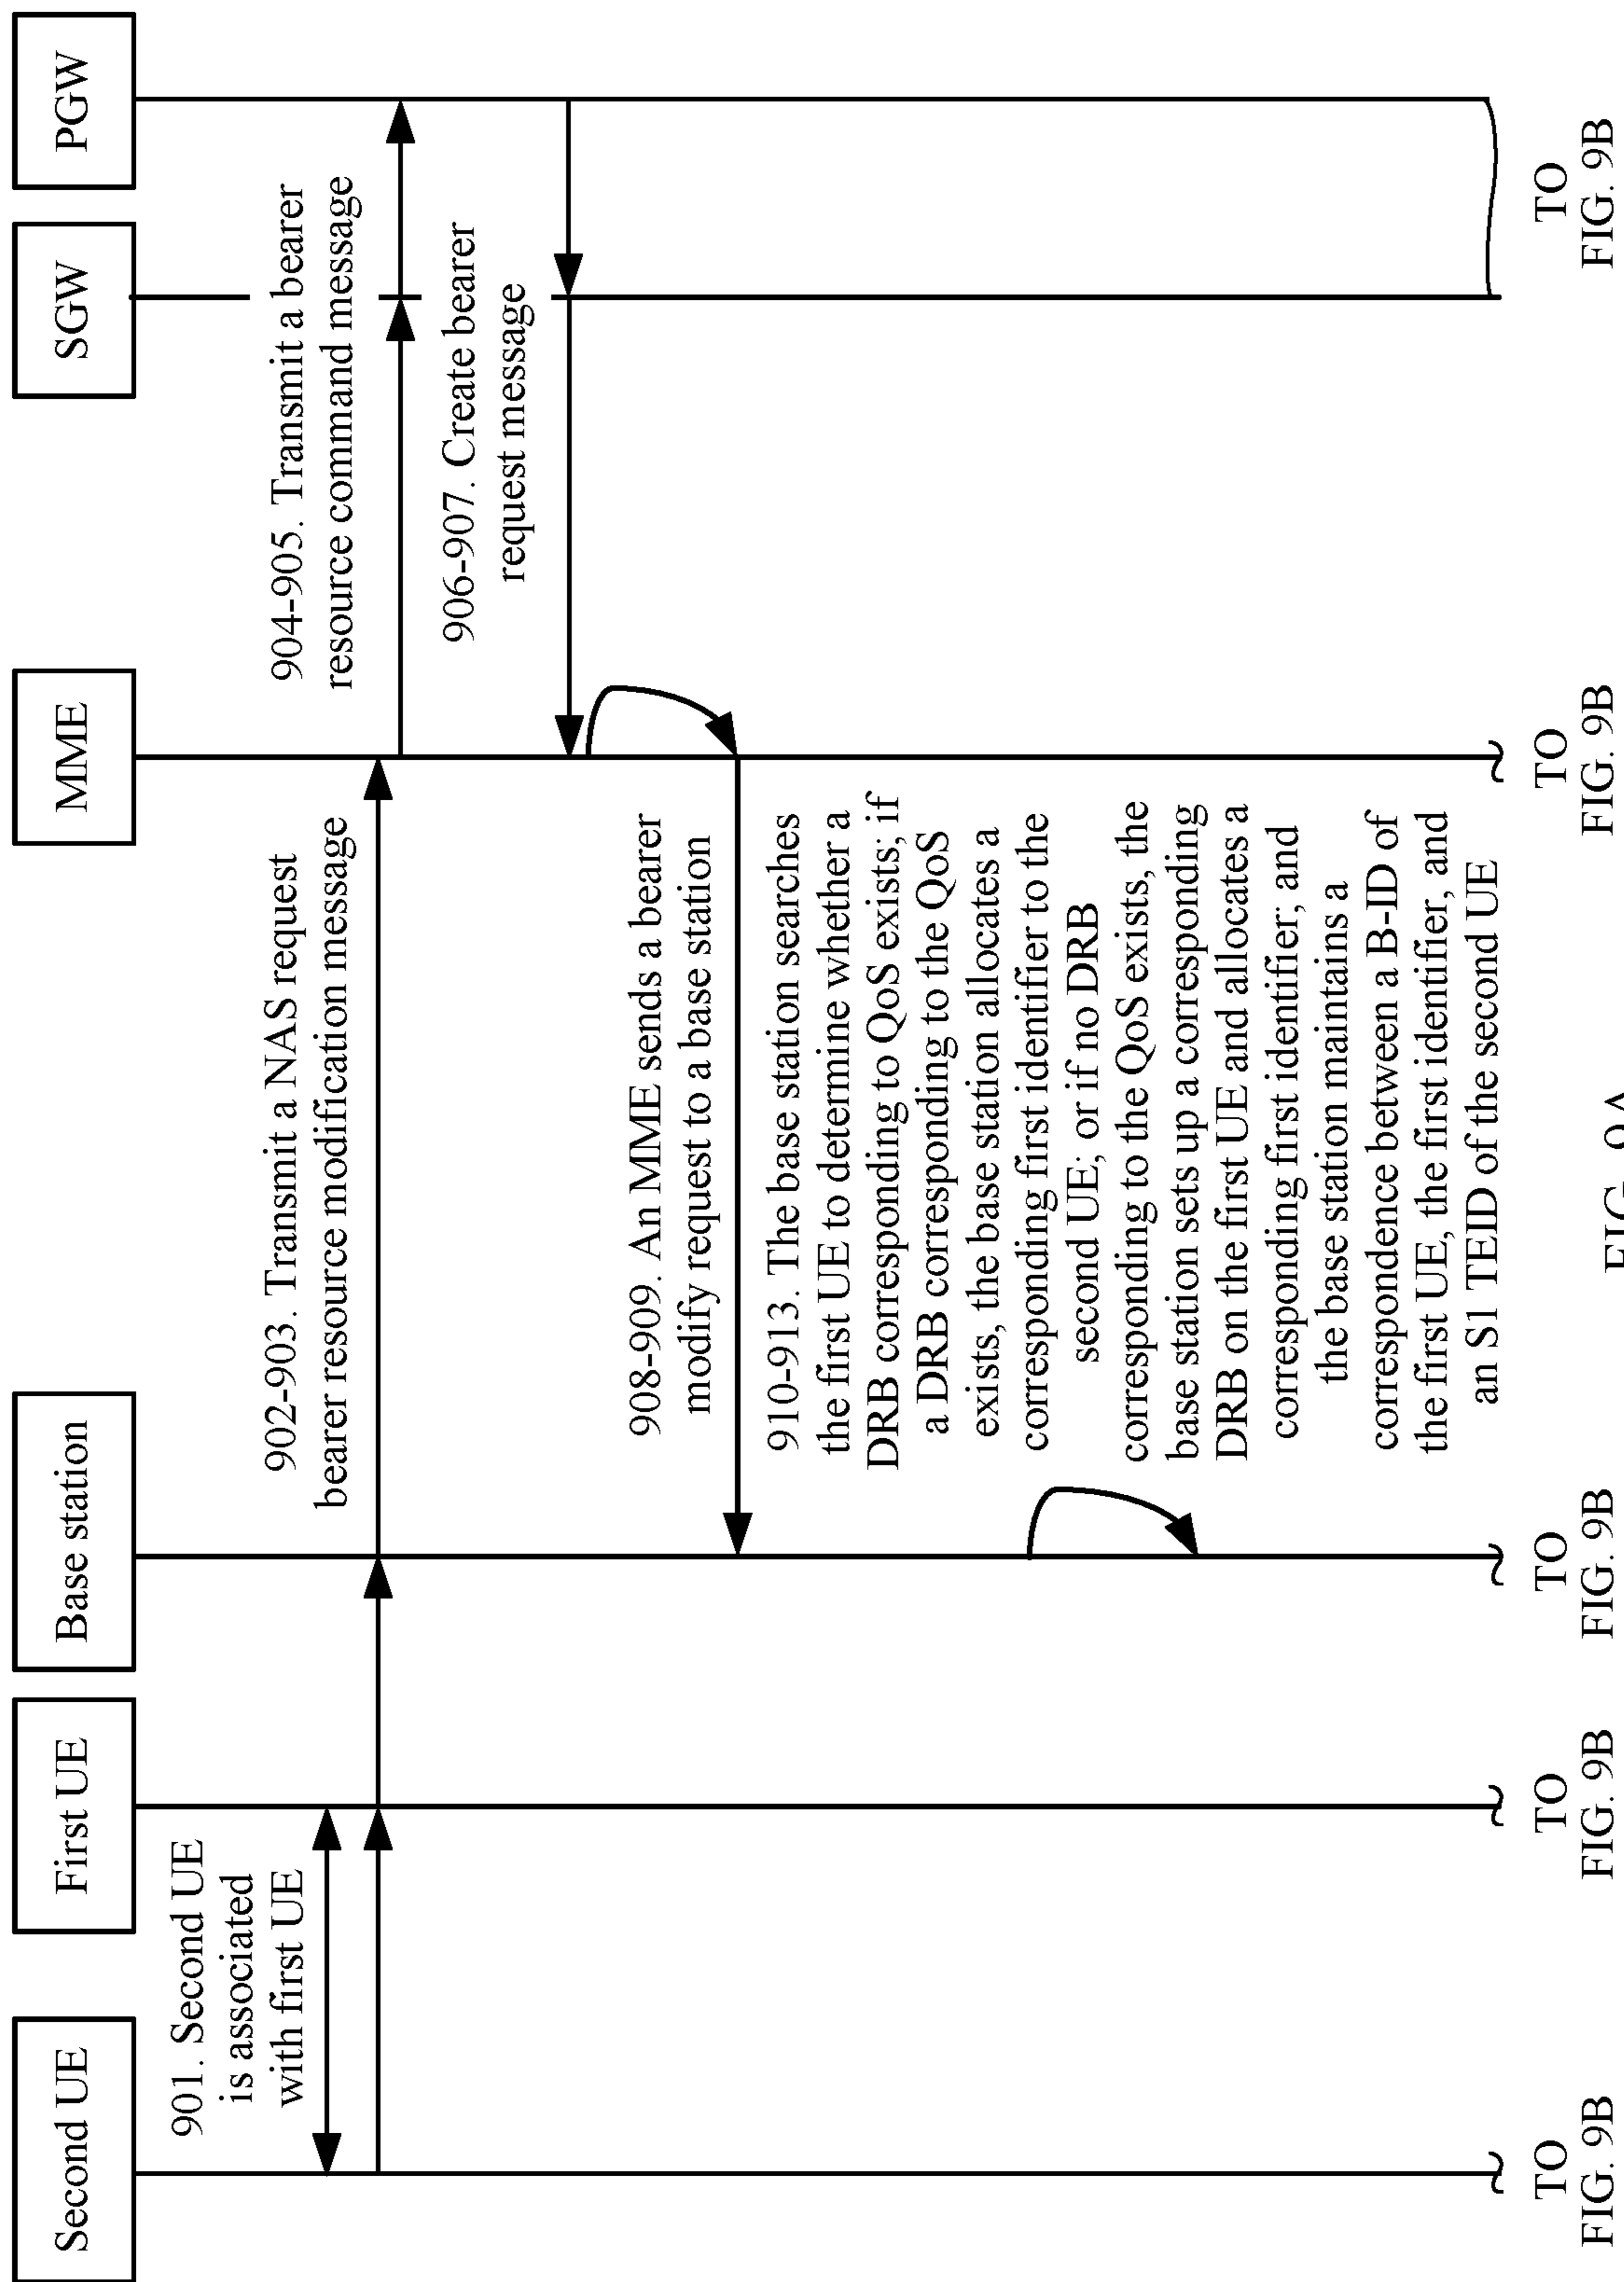 Second UE
First UE
Base station
MME
SGW
PGW
901. Second UE
is associated
with first UE
902-903. Transmit a NAS request
bearer resource modification message
904-905. Transmit a bearer
resource command message
906-907. Create bearer
request message
908-909. An MME sends a bearer
modify request to a base station
910-913. The base station searches
the first UE to determine whether a
DRB corresponding to QoS exists; if
a DRB corresponding to the QoS
exists, the base station allocates a
corresponding first identifier to the
second UE; or if no DRB
corresponding to the QoS exists, the
base station sets up a corresponding
DRB on the first UE and allocates a
corresponding first identifier; and
the base station maintains a
correspondence between a B-ID of
the first UE, the first identifier, and
an S1 TEID of the second UE
TO
FIG. 9B
TO
FIG. 9B
TO
FIG. 9B
TO
FIG. 9B
TO
FIG. 9B
FIG. 9A